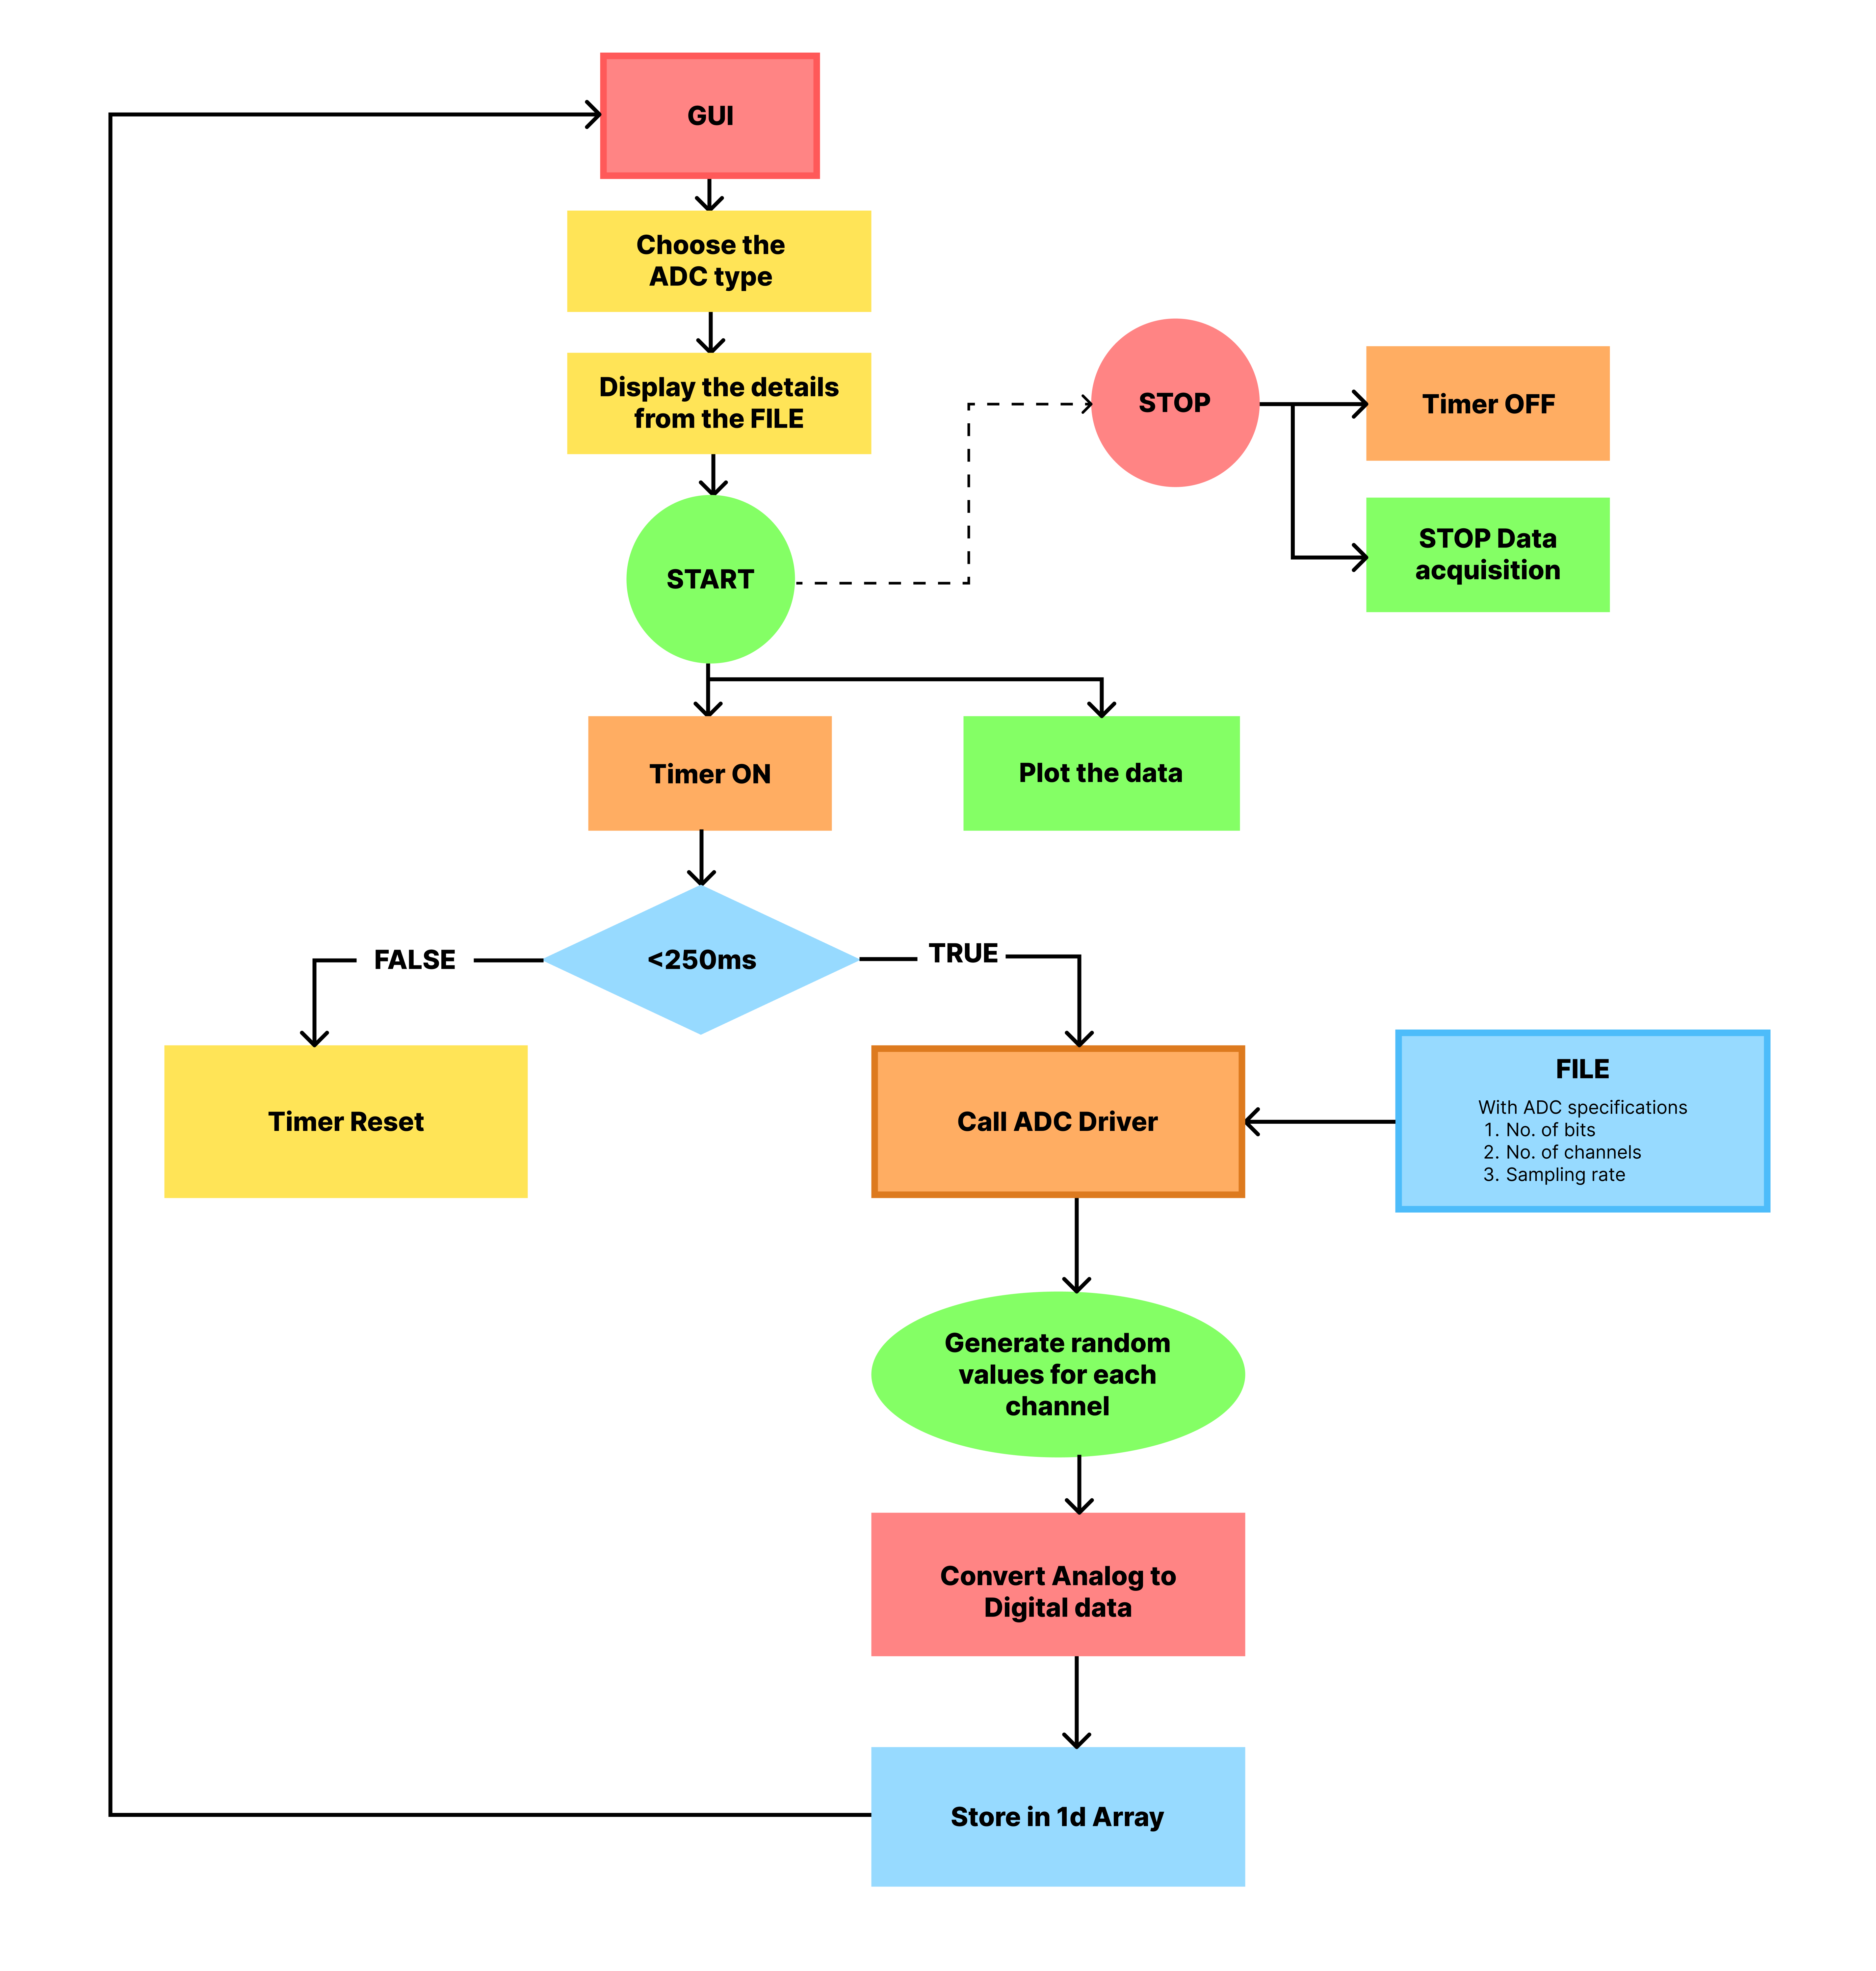 GUI
Choose the
ADC type
Display the details
from the FILE
STOP
Timer OFF
STOP Data
acquisition
START
Timer ON
Plot the data
<250ms
FALSE
TRUE
Timer Reset
Call ADC Driver
FILE
With ADC specifications
1. No. of bits
2. No. of channels
3. Sampling rate
Generate random
values for each
channel
Convert Analog to
Digital data
Store in 1d Array